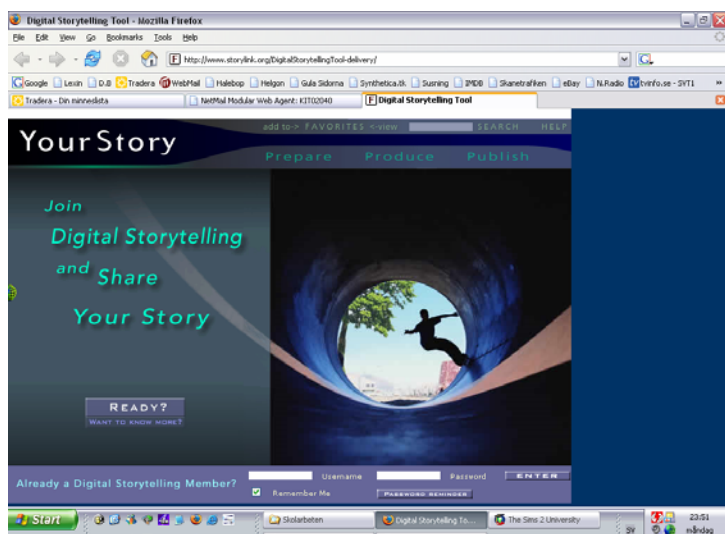 Digital Storytelling Tool - Mozilla Firefox
File Edit View Go Bookmarks Tools Help
http://www.storylink.org/DigitalStorytellingTool-delivery/
Google Lexin D.B Tradera WebMail Halebop Helgon Gula Sidorna Synthetica.tk Susning IMDB Skanetrafiken eBay N.Radio tvinfo.se - SVT1 »
Tradera - Din minneslista NetMail Modular Web Agent: KIT02040 Digital Storytelling Tool
YourStory
add to-> FAVORITES <-view SEARCH HELP
Prepare Produce Publish
Join
Digital Storytelling
and Share
Your Story
READY?
WANT TO KNOW MORE?
Already a Digital Storytelling Member?
Username Password ENTER
Remember Me PASSWORD REMINDER
Start Skolarbeten Digital Storytelling To... The Sims 2 University SV 23:51
måndag